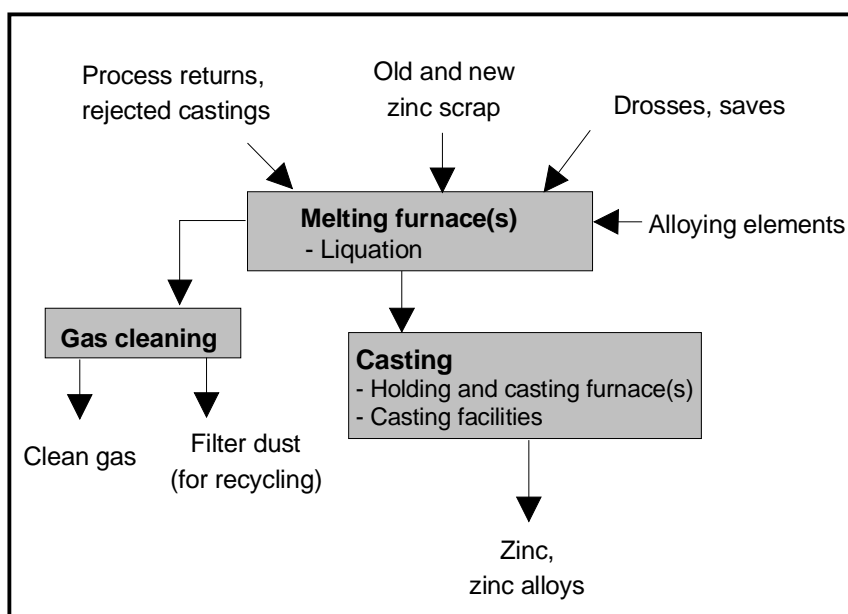 Process returns,
rejected castings
Old and new
zinc scrap
Drosses, saves
Melting furnace(s)
- Liquation
Alloying elements
Gas cleaning
Casting
- Holding and casting furnace(s)
- Casting facilities
Clean gas
Filter dust
(for recycling)
Zinc,
zinc alloys